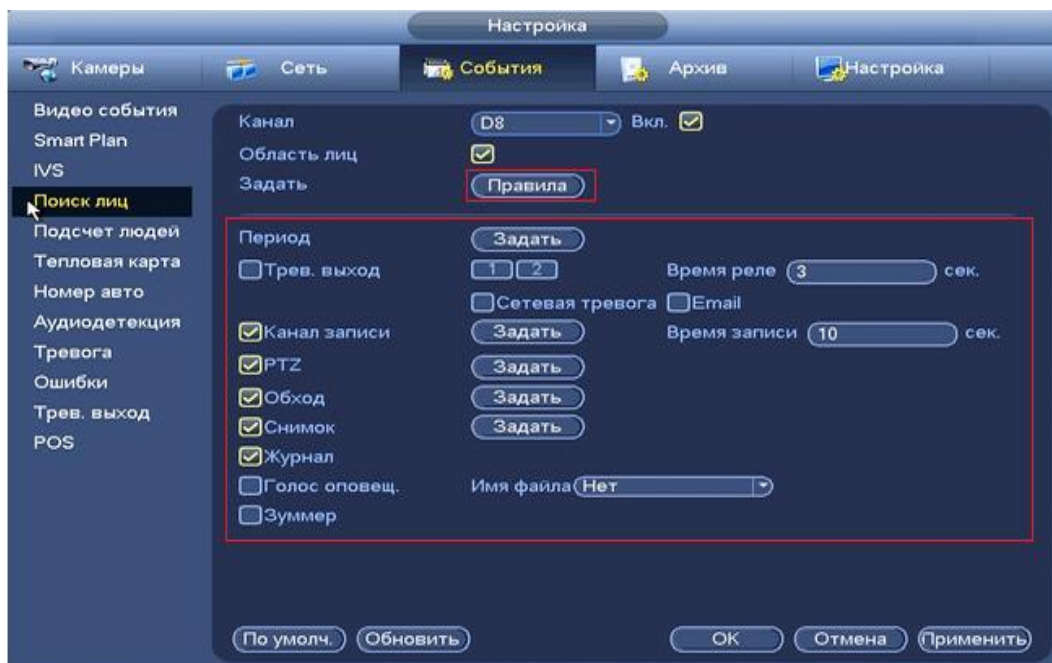 Настройка
Камеры Сеть События Архив Настройка
Видео события
Smart Plan
IVS
Поиск лиц
Подсчет людей
Тепловая карта
Номер авто
Аудиодетекция
Тревога
Ошибки
Трев. выход
POS
Канал D8 Вкл.
Область лиц
Задать Правила
Период Задать
Трев. выход 1 2 Время реле 3 сек.
Сетевая тревога Email
Канал записи Задать Время записи 10 сек.
PTZ Задать
Обход Задать
Снимок Задать
Журнал
Голос оповещ. Имя файла Нет
Зуммер
По умолч. Обновить OK Отмена Применить